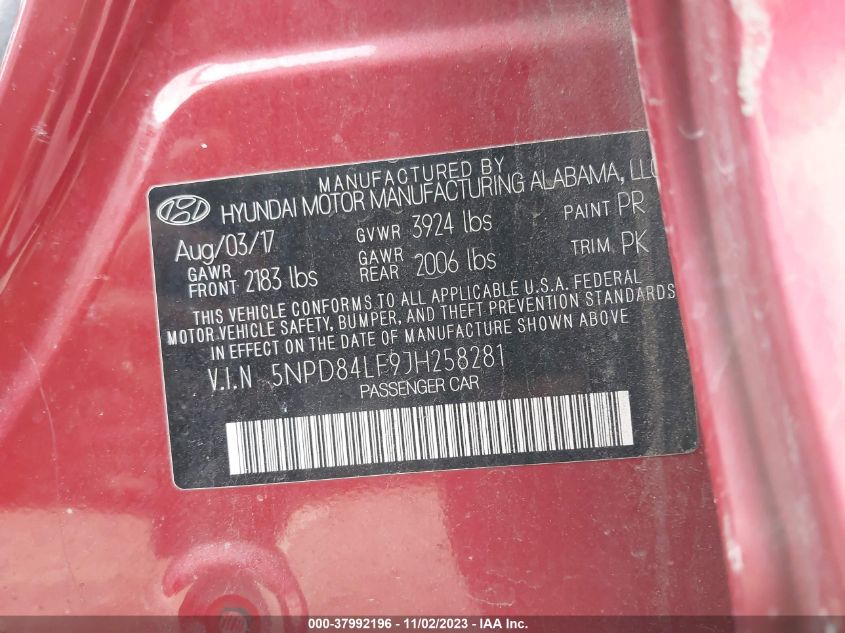 MANUFACTURED BY
HYUNDAI MOTOR MANUFACTURING ALABAMA, LLC
Aug/03/17 GVWR 3924 lbs PAINT PR
GAWR FRONT 2183 lbs GAWR REAR 2006 lbs TRIM PK
THIS VEHICLE CONFORMS TO ALL APPLICABLE U.S.A. FEDERAL
MOTOR VEHICLE SAFETY, BUMPER, AND THEFT PREVENTION STANDARDS
IN EFFECT ON THE DATE OF MANUFACTURE SHOWN ABOVE
V.I.N 5NPD84LF9JH258281
PASSENGER CAR
000-37992196 - 11/02/2023 - IAAI.COM